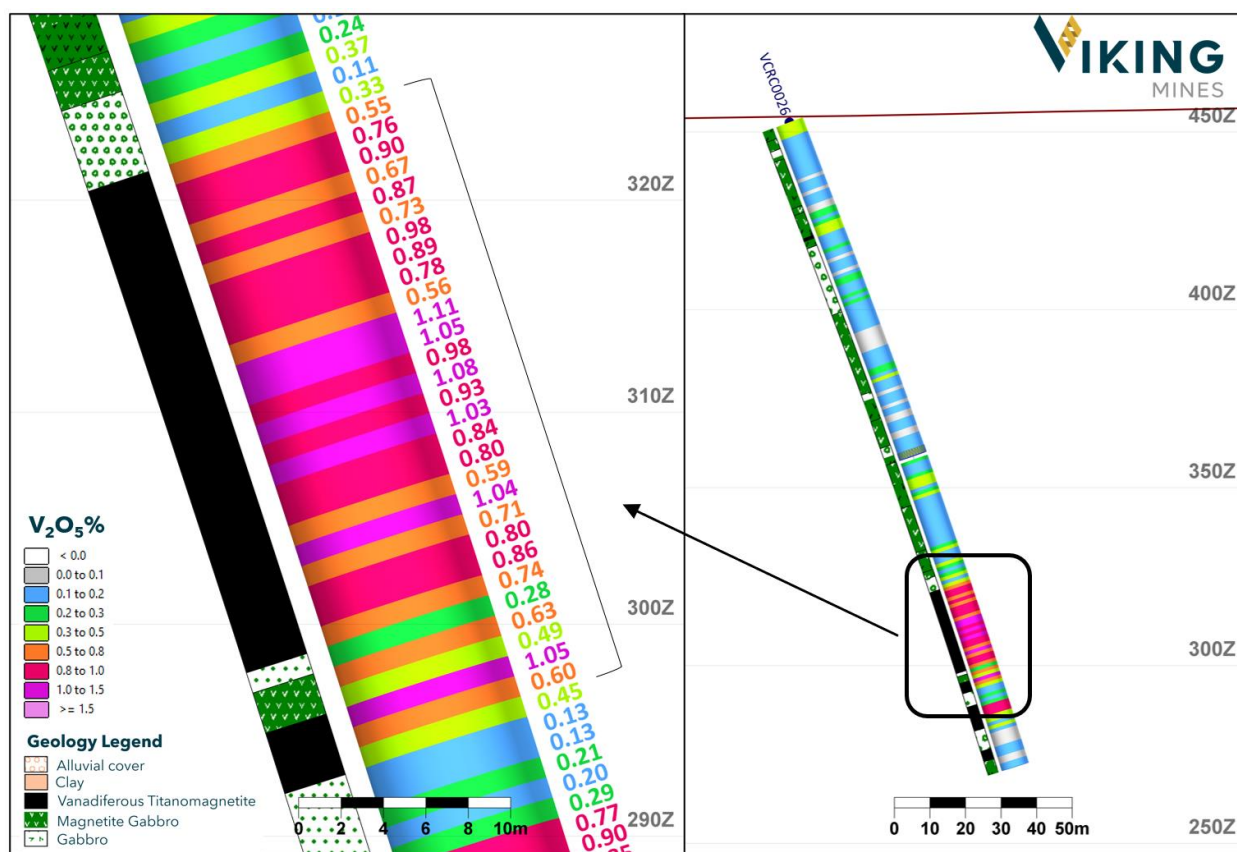 0.24
0.37
0.11
0.33
0.55
0.76
0.90
0.67
0.87
0.73
0.98
0.89
0.78
0.56
1.11
1.05
0.98
1.08
0.93
1.03
0.84
0.80
0.59
1.04
0.71
0.80
0.86
0.74
0.28
0.63
0.49
1.05
0.60
0.45
0.13
0.13
0.21
0.20
0.29
0.77
0.90
320Z
310Z
300Z
290Z
V₂O₅%
< 0.0
0.0 to 0.1
0.1 to 0.2
0.2 to 0.3
0.3 to 0.5
0.5 to 0.8
0.8 to 1.0
1.0 to 1.5
>= 1.5
Geology Legend
Alluvial cover
Clay
Vanadiferous Titanomagnetite
Magnetite Gabbro
Gabbro
0 2 4 6 8 10m
VIKING
MINES
VCRC0026
450Z
400Z
350Z
300Z
250Z
0 10 20 30 40 50m